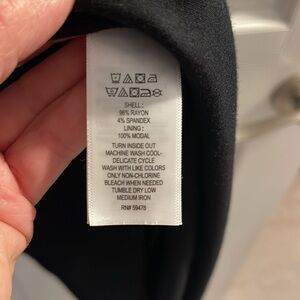 SHELL :
96% RAYON
4% SPANDEX
LINING :
100% MODAL
TURN INSIDE OUT
MACHINE WASH COOL-
DELICATE CYCLE
WASH WITH LIKE COLORS
ONLY NON-CHLORINE
BLEACH WHEN NEEDED
TUMBLE DRY LOW
MEDIUM IRON
RN# 59478